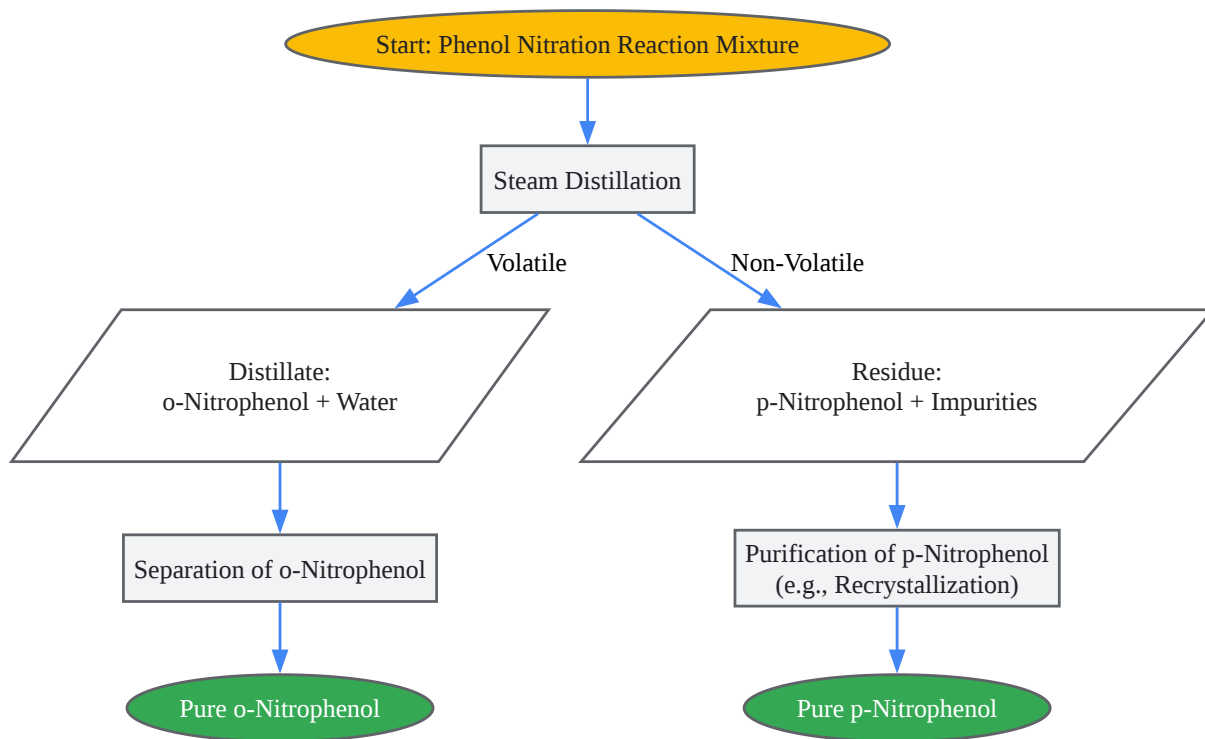 Start: Phenol Nitration Reaction Mixture
Steam Distillation
Volatile
Non-Volatile
Distillate:
o-Nitrophenol + Water
Residue:
p-Nitrophenol + Impurities
Separation of o-Nitrophenol
Purification of p-Nitrophenol
(e.g., Recrystallization)
Pure o-Nitrophenol
Pure p-Nitrophenol